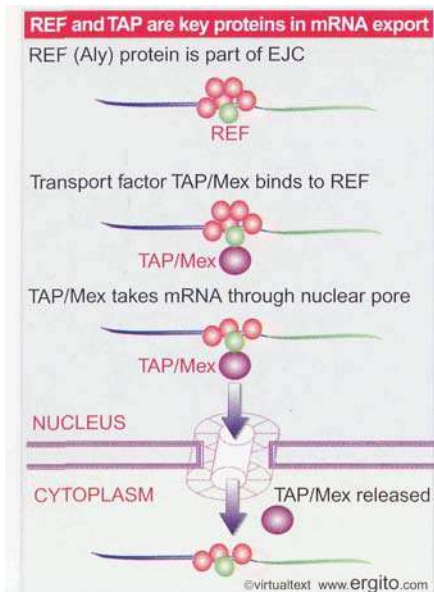 REF and TAP are key proteins in mRNA export
REF (Aly) protein is part of EJC
REF
Transport factor TAP/Mex binds to REF
TAP/Mex
TAP/Mex takes mRNA through nuclear pore
TAP/Mex
NUCLEUS
CYTOPLASM
TAP/Mex released
©virtualtext www.ergito.com